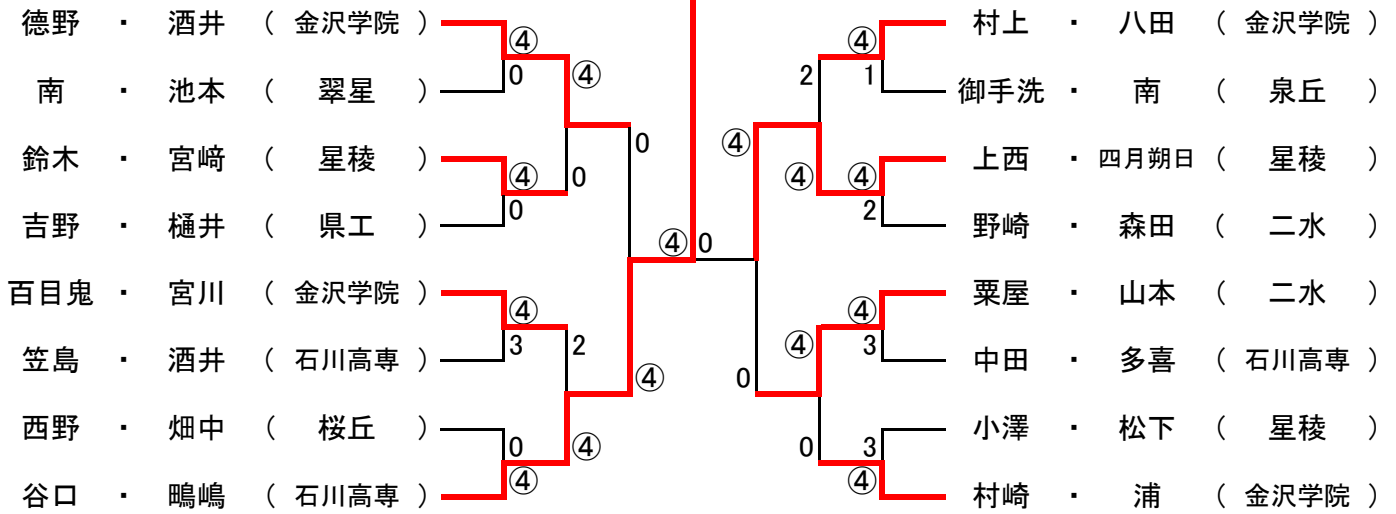 德野 ・ 酒井 （ 金沢学院 ）
南 ・ 池本 （ 翠星 ）
鈴木 ・ 宮﨑 （ 星稜 ）
吉野 ・ 樋井 （ 県工 ）
百目鬼 ・ 宮川 （ 金沢学院 ）
笠島 ・ 酒井 （ 石川高専 ）
西野 ・ 畑中 （ 桜丘 ）
谷口 ・ 鴫嶋 （ 石川高専 ）
④
0
④
④
0
0
0
④
3
2
④
0
④
④
④ 0
村上 ・ 八田 （ 金沢学院 ）
御手洗 ・ 南 （ 泉丘 ）
上西 ・ 四月朔日 （ 星稜 ）
野崎 ・ 森田 （ 二水 ）
粟屋 ・ 山本 （ 二水 ）
中田 ・ 多喜 （ 石川高専 ）
小澤 ・ 松下 （ 星稜 ）
村崎 ・ 浦 （ 金沢学院 ）
④
2 1
④
④ ④
2
④
④ 3
0
0 3
④